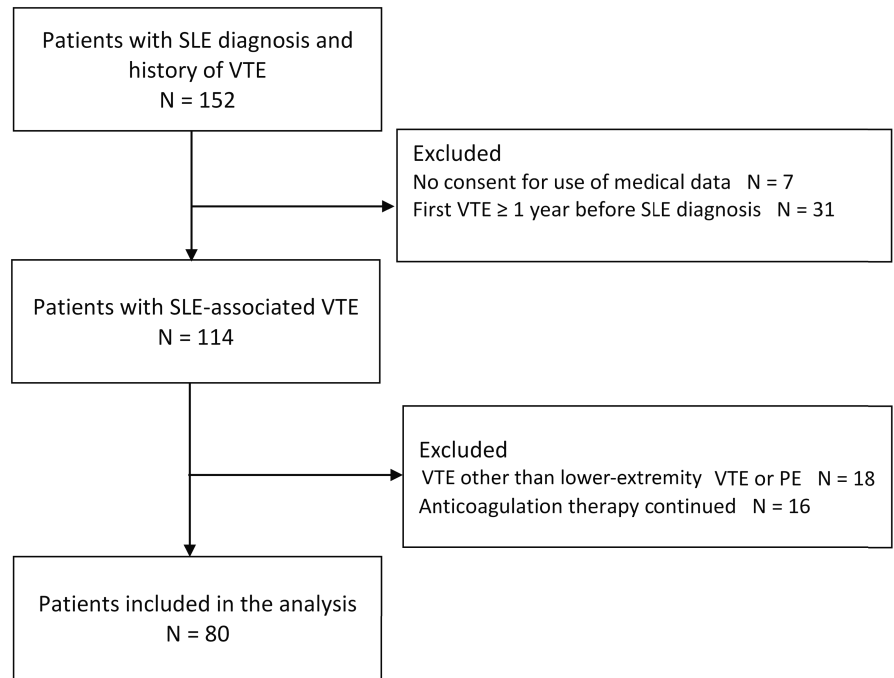 Patients with SLE diagnosis and
history of VTE
N = 152
Excluded
No consent for use of medical data N = 7
First VTE ≥ 1 year before SLE diagnosis N = 31
Patients with SLE-associated VTE
N = 114
Excluded
VTE other than lower-extremity VTE or PE N = 18
Anticoagulation therapy continued N = 16
Patients included in the analysis
N = 80